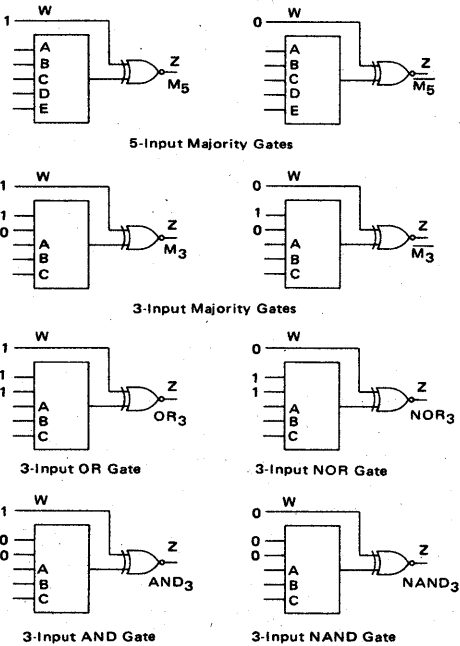 W W
1 0
A A
Z Z
B B
C M5 C M5
D D
E E
5-Input Majority Gates
W W
1 0
1 1
0 Z 0 Z
A M3 A M3
B B
C C
3-Input Majority Gates
W W
1 0
1 1
1 Z 1 Z
A OR3 A NOR3
B B
C C
3-Input OR Gate 3-Input NOR Gate
W W
1 0
0 0
0 Z 0 Z
A AND3 A NAND3
B B
C C
3-Input AND Gate 3-Input NAND Gate